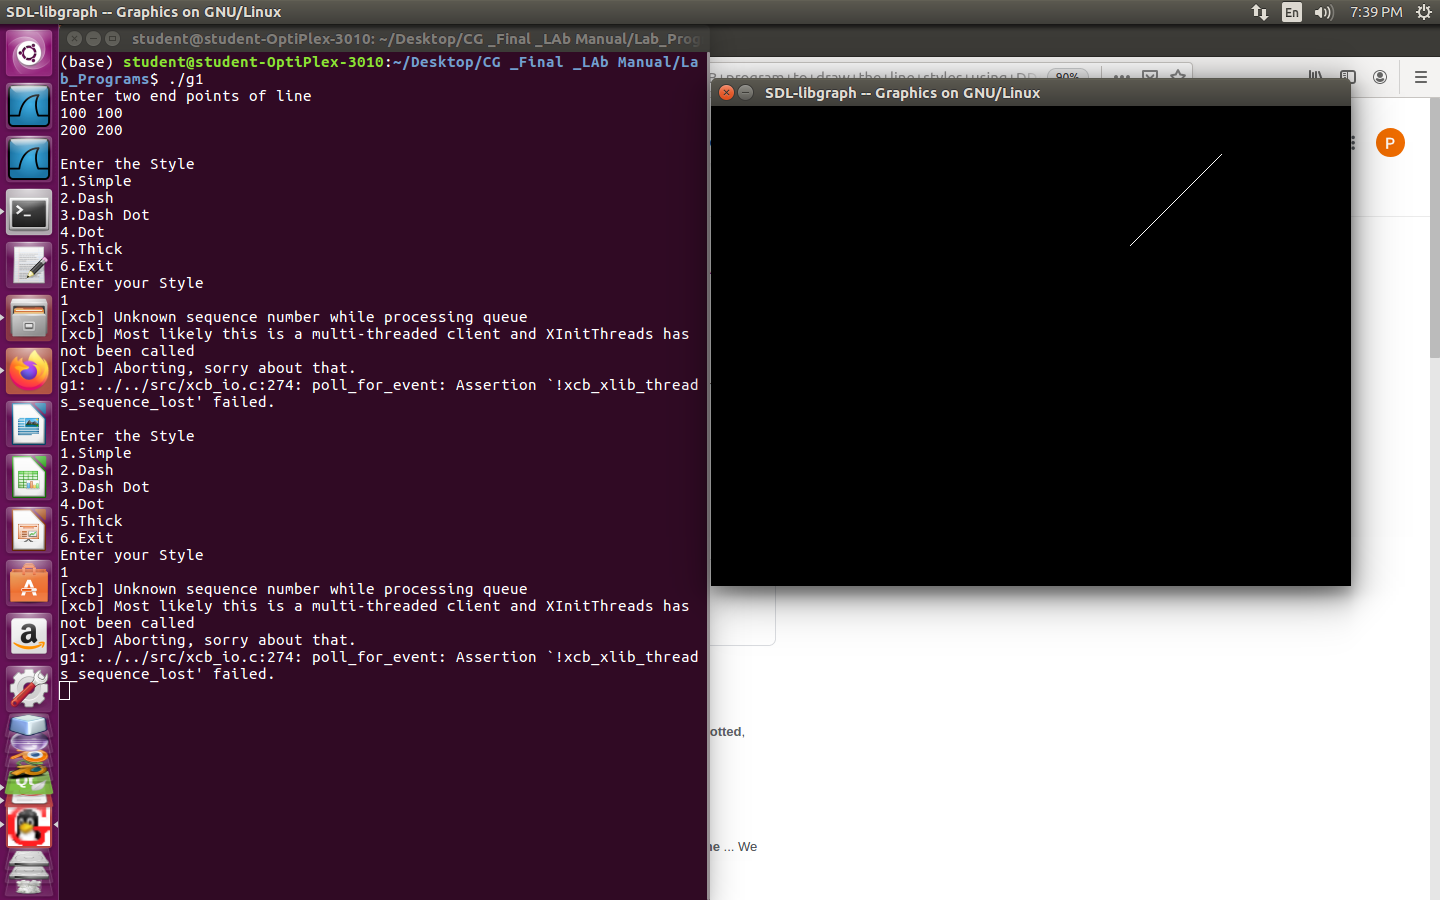 SDL-libgraph -- Graphics on GNU/Linux
En
7:39 PM
student@student-OptiPlex-3010: ~/Desktop/CG _Final _LAb Manual/Lab_Prog
(base) student@student-OptiPlex-3010:~/Desktop/CG _Final _LAb Manual/La
b_Programs$ ./g1
Enter two end points of line
100 100
200 200
Enter the Style
1.Simple
2.Dash
3.Dash Dot
4.Dot
5.Thick
6.Exit
Enter your Style
1
[xcb] Unknown sequence number while processing queue
[xcb] Most likely this is a multi-threaded client and XInitThreads has
not been called
[xcb] Aborting, sorry about that.
g1: ../../src/xcb_io.c:274: poll_for_event: Assertion `!xcb_xlib_thread
s_sequence_lost' failed.
Enter the Style
1.Simple
2.Dash
3.Dash Dot
4.Dot
5.Thick
6.Exit
Enter your Style
1
[xcb] Unknown sequence number while processing queue
[xcb] Most likely this is a multi-threaded client and XInitThreads has
not been called
[xcb] Aborting, sorry about that.
g1: ../../src/xcb_io.c:274: poll_for_event: Assertion `!xcb_xlib_thread
s_sequence_lost' failed.
90%
SDL-libgraph -- Graphics on GNU/Linux
P
otted,
ne ... We